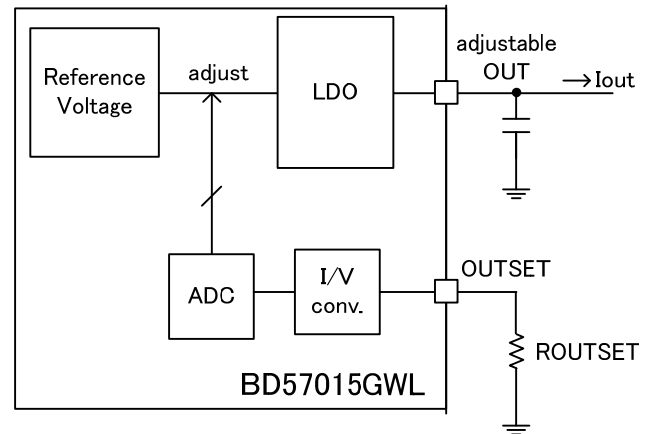 adjustable
OUT
Iout
Reference
Voltage
adjust
LDO
OUTSET
I/V
conv.
ADC
ROUTSET
BD57015GWL